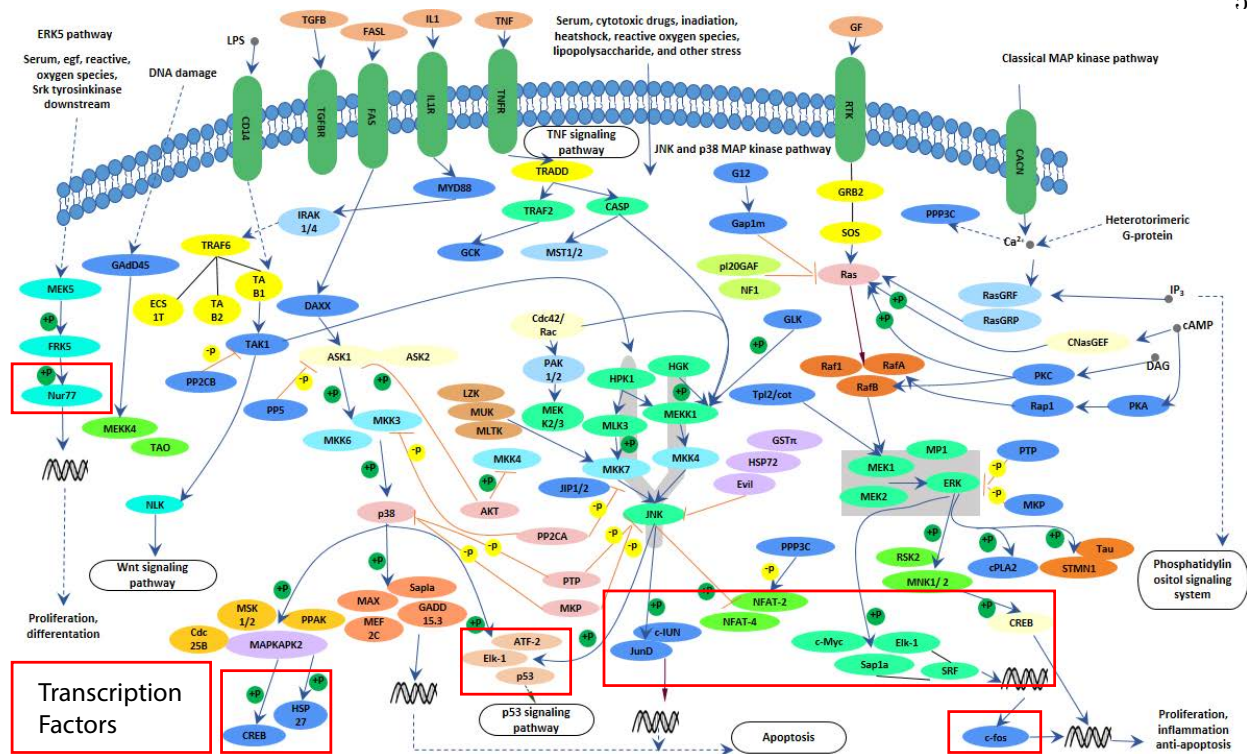 ERK5 pathway
Serum, egf, reactive,
oxygen species,
Srk tyrosinkinase
downstream
DNA damage
LPS
TGFB
FASL
IL1
TNF
Serum, cytotoxic drugs, inadiation,
heatshock, reactive oxygen species,
lipopolysaccharide, and other stress
GF
Classical MAP kinase pathway
CD14
TGFBR
FAS
IL1R
TNFR
RTK
CACN
TNF signaling
pathway
JNK and p38 MAP kinase pathway
MYD88
TRADD
G12
GRB2
IRAK
1/4
TRAF2
CASP
Gap1m
SOS
PPP3C
Ca²⁺
Heterotorimeric
G-protein
TRAF6
GAdD45
GCK
MST1/2
pI20GAF
NF1
Ras
MEK5
TA
B1
ECS
1T
TA
B2
DAXX
RasGRF
RasGRP
IP₃
+P
FRK5
TAK1
-p
PP2CB
Cdc42/
Rac
GLK
+P
cAMP
CNasGEF
DAG
+P
Nur77
ASK1
ASK2
-p
PP5
+P
+P
PAK
1/2
HPK1
HGK
+P
+P
Raf1
RafA
RafB
PKC
Rap1
PKA
MEKK4
TAO
MKK3
MKK6
-p
LZK
MUK
MLTK
MEK
K2/3
MLK3
MEKK1
Tpl2/cot
+P
MKK4
+P
MKK7
MKK4
GSTπ
HSP72
Evil
MP1
MEK1
ERK
MEK2
-p
-p
PTP
MKP
NLK
+P
p38
AKT
JIP1/2
-p
JNK
PP2CA
-p
-p
-p
-p
PPP3C
-p
RSK2
MNK1/ 2
+P
+P
cPLA2
+P
Tau
STMN1
Wnt signaling
pathway
+P
+P
Sapla
MAX
GADD
15.3
MEF
2C
PTP
MKP
+P
+P
NFAT-2
NFAT-4
+P
+P
CREB
Phosphatidylin
ositol signaling
system
Proliferation,
differentation
MSK
1/2
PPAK
Cdc
25B
MAPKAPK2
+P
ATF-2
Elk-1
p53
+P
c-IUN
JunD
c-Myc
Elk-1
Sap1a
SRF
Transcription
Factors
+P
+P
HSP
27
CREB
p53 signaling
pathway
Apoptosis
c-fos
Proliferation,
inflammation
anti-apoptosis